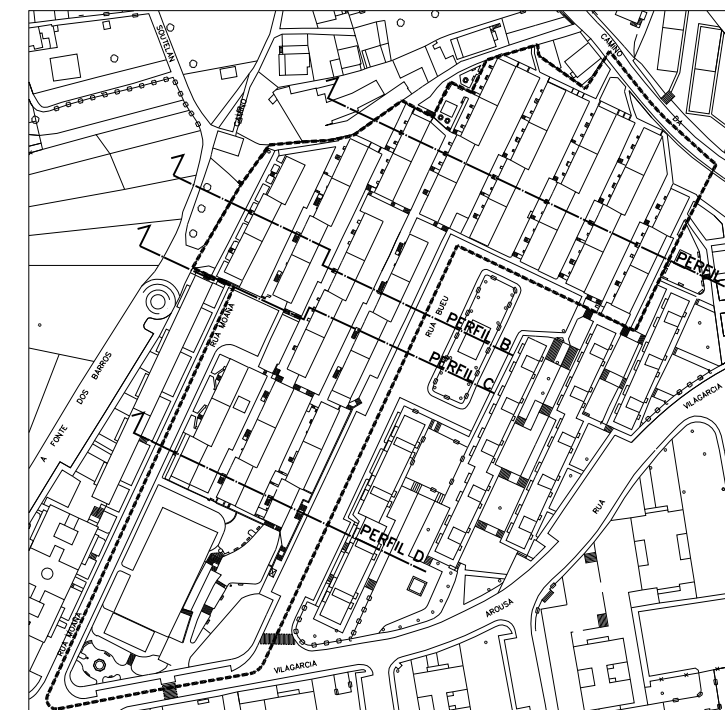 SOUTELAN
CAMIÑO
CAMIÑO
DA
PERFIL
RUA MOAÑA
RUA BUEU
PERFIL B
PERFIL C
VILAGARCIA
A FONTE DOS BARROS
RUA
PERFIL D
AROUSA
RUA MOAÑA
VILAGARCIA